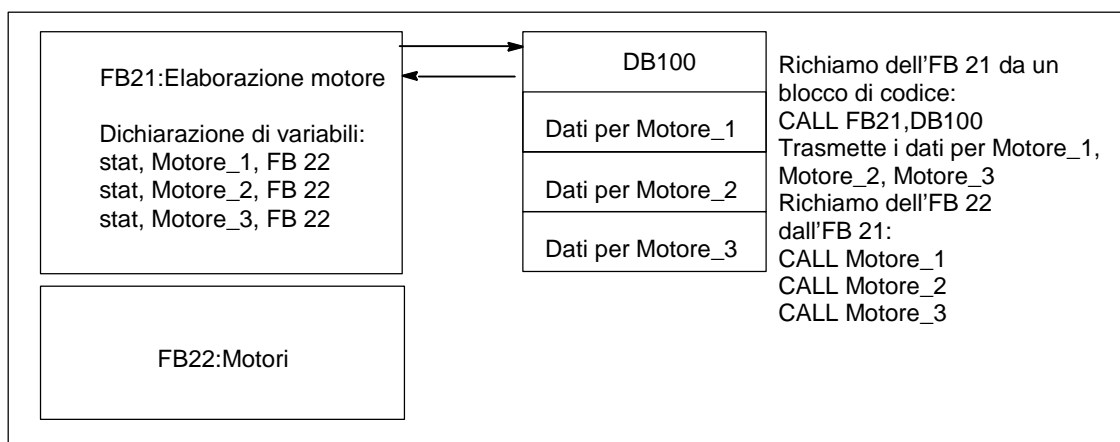 FB21:Elaborazione motore
Dichiarazione di variabili:
stat, Motore_1, FB 22
stat, Motore_2, FB 22
stat, Motore_3, FB 22
FB22:Motori
DB100
Dati per Motore_1
Dati per Motore_2
Dati per Motore_3
Richiamo dell'FB 21 da un
blocco di codice:
CALL FB21,DB100
Trasmette i dati per Motore_1,
Motore_2, Motore_3
Richiamo dell'FB 22
dall'FB 21:
CALL Motore_1
CALL Motore_2
CALL Motore_3